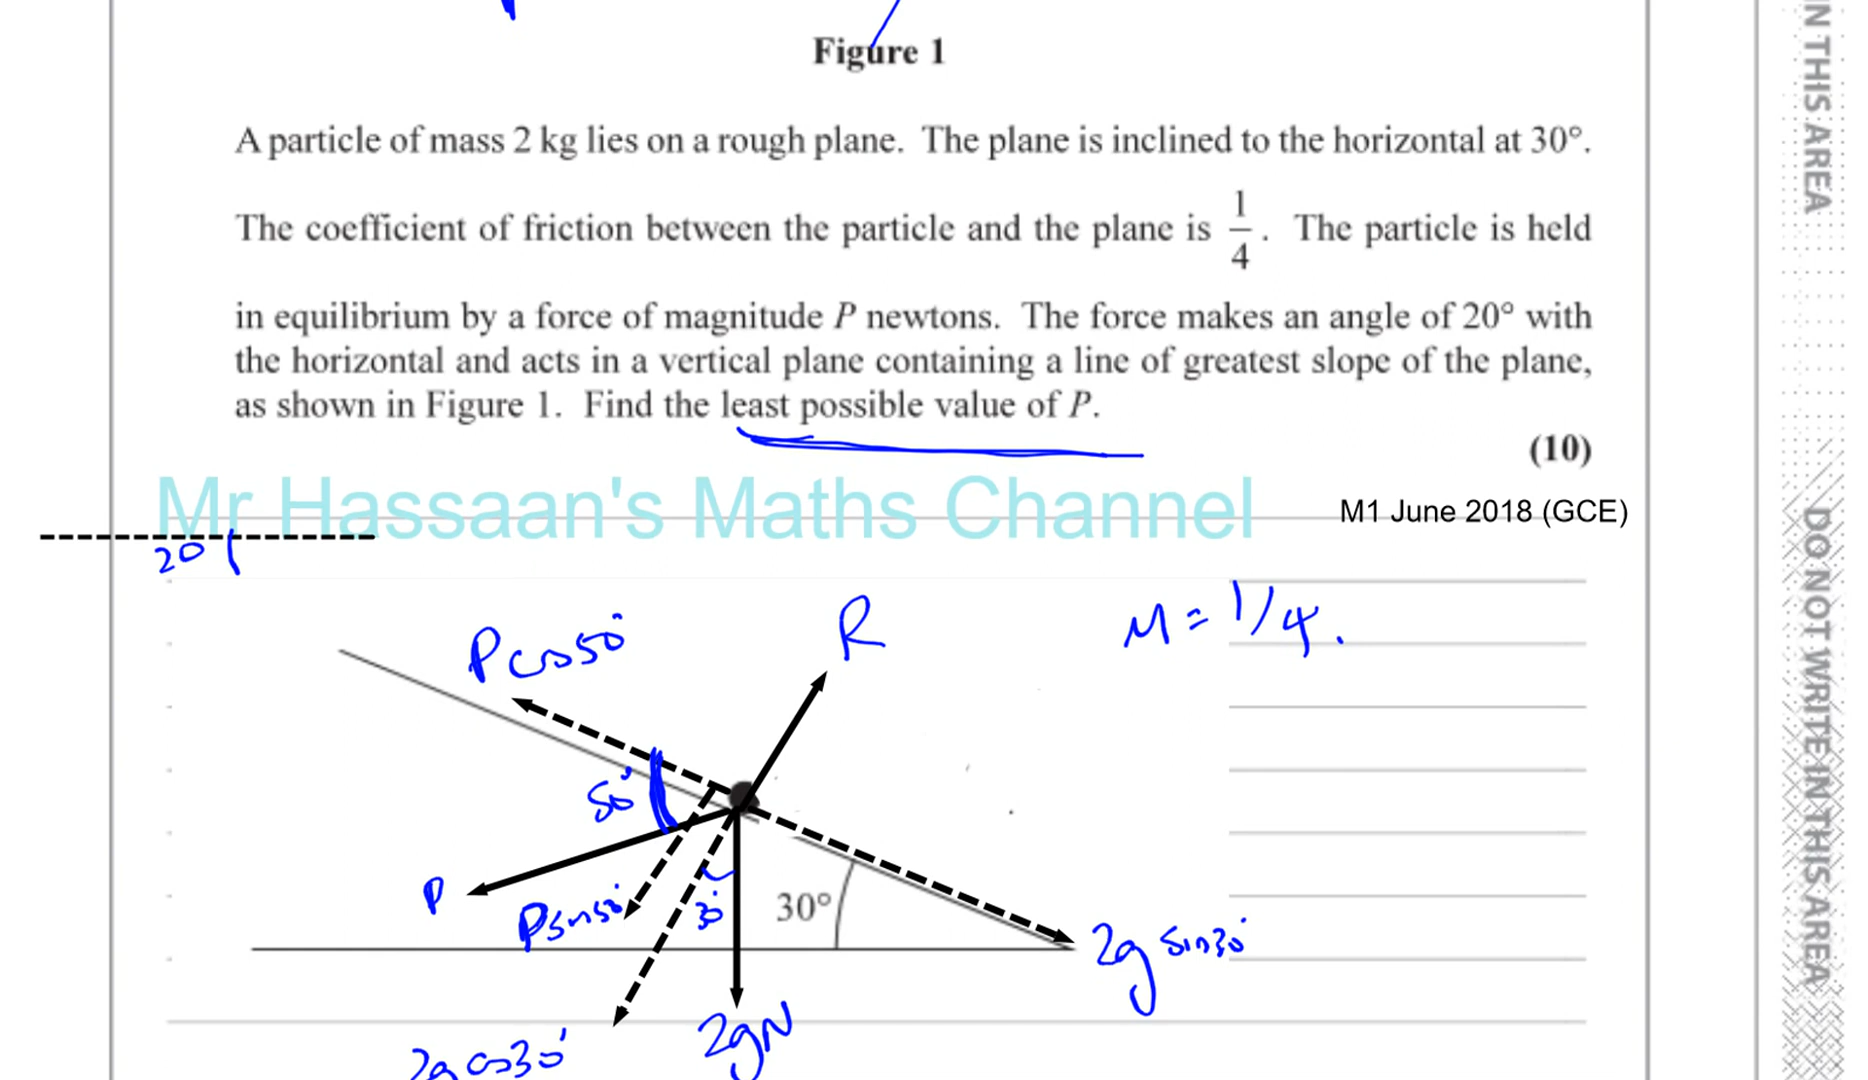 Figure 1
A particle of mass 2 kg lies on a rough plane. The plane is inclined to the horizontal at 30°.
The coefficient of friction between the particle and the plane is 1/4. The particle is held
in equilibrium by a force of magnitude P newtons. The force makes an angle of 20° with
the horizontal and acts in a vertical plane containing a line of greatest slope of the plane,
as shown in Figure 1. Find the least possible value of P.
(10)
Mr Hassaan's Maths Channel
M1 June 2018 (GCE)
20
R
M = 1/4.
Pcos50°
50°
P
Psin50°
30°
30°
2g sin30°
2gN
2g cos30°
IN THIS AREA
DO NOT WRITE IN THIS AREA